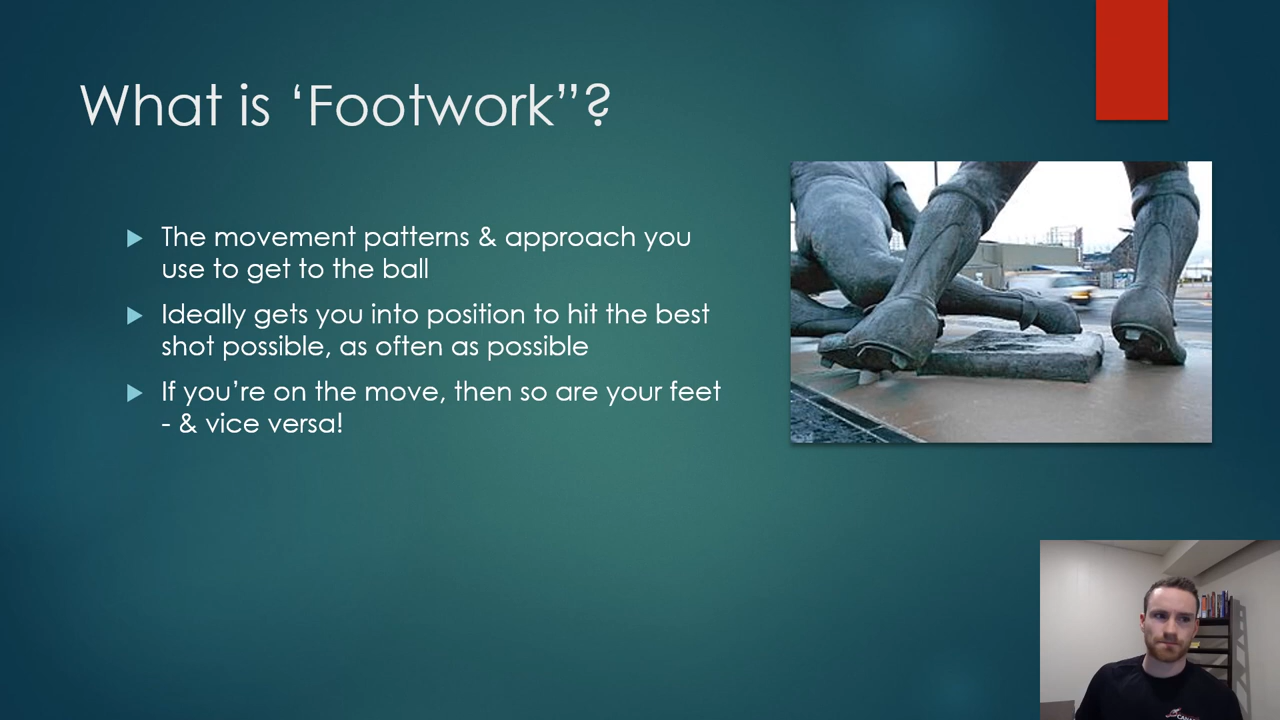 What is ‘Footwork”?
The movement patterns & approach you
use to get to the ball
Ideally gets you into position to hit the best
shot possible, as often as possible
If you’re on the move, then so are your feet
- & vice versa!